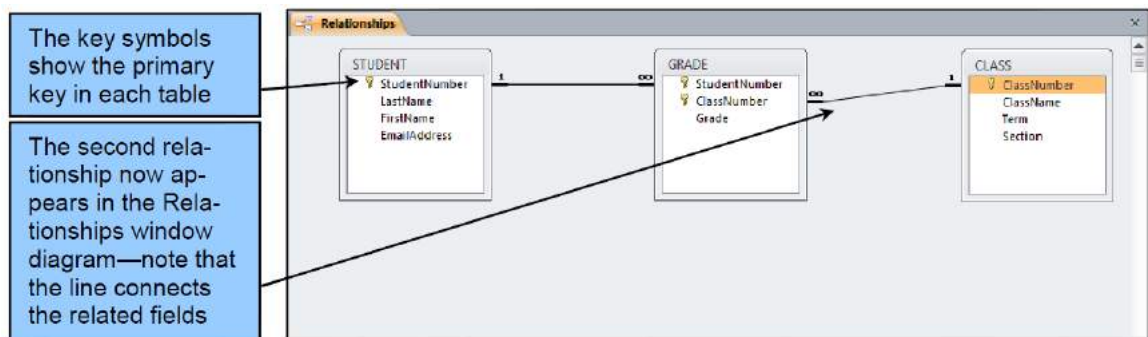 The key symbols
show the primary
key in each table
The second rela-
tionship now ap-
pears in the Rela-
tionships window
diagram—note that
the line connects
the related fields
Relationships
STUDENT
StudentNumber
LastName
FirstName
EmailAddress
1
∞
GRADE
StudentNumber
ClassNumber
Grade
∞
1
CLASS
ClassNumber
ClassName
Term
Section